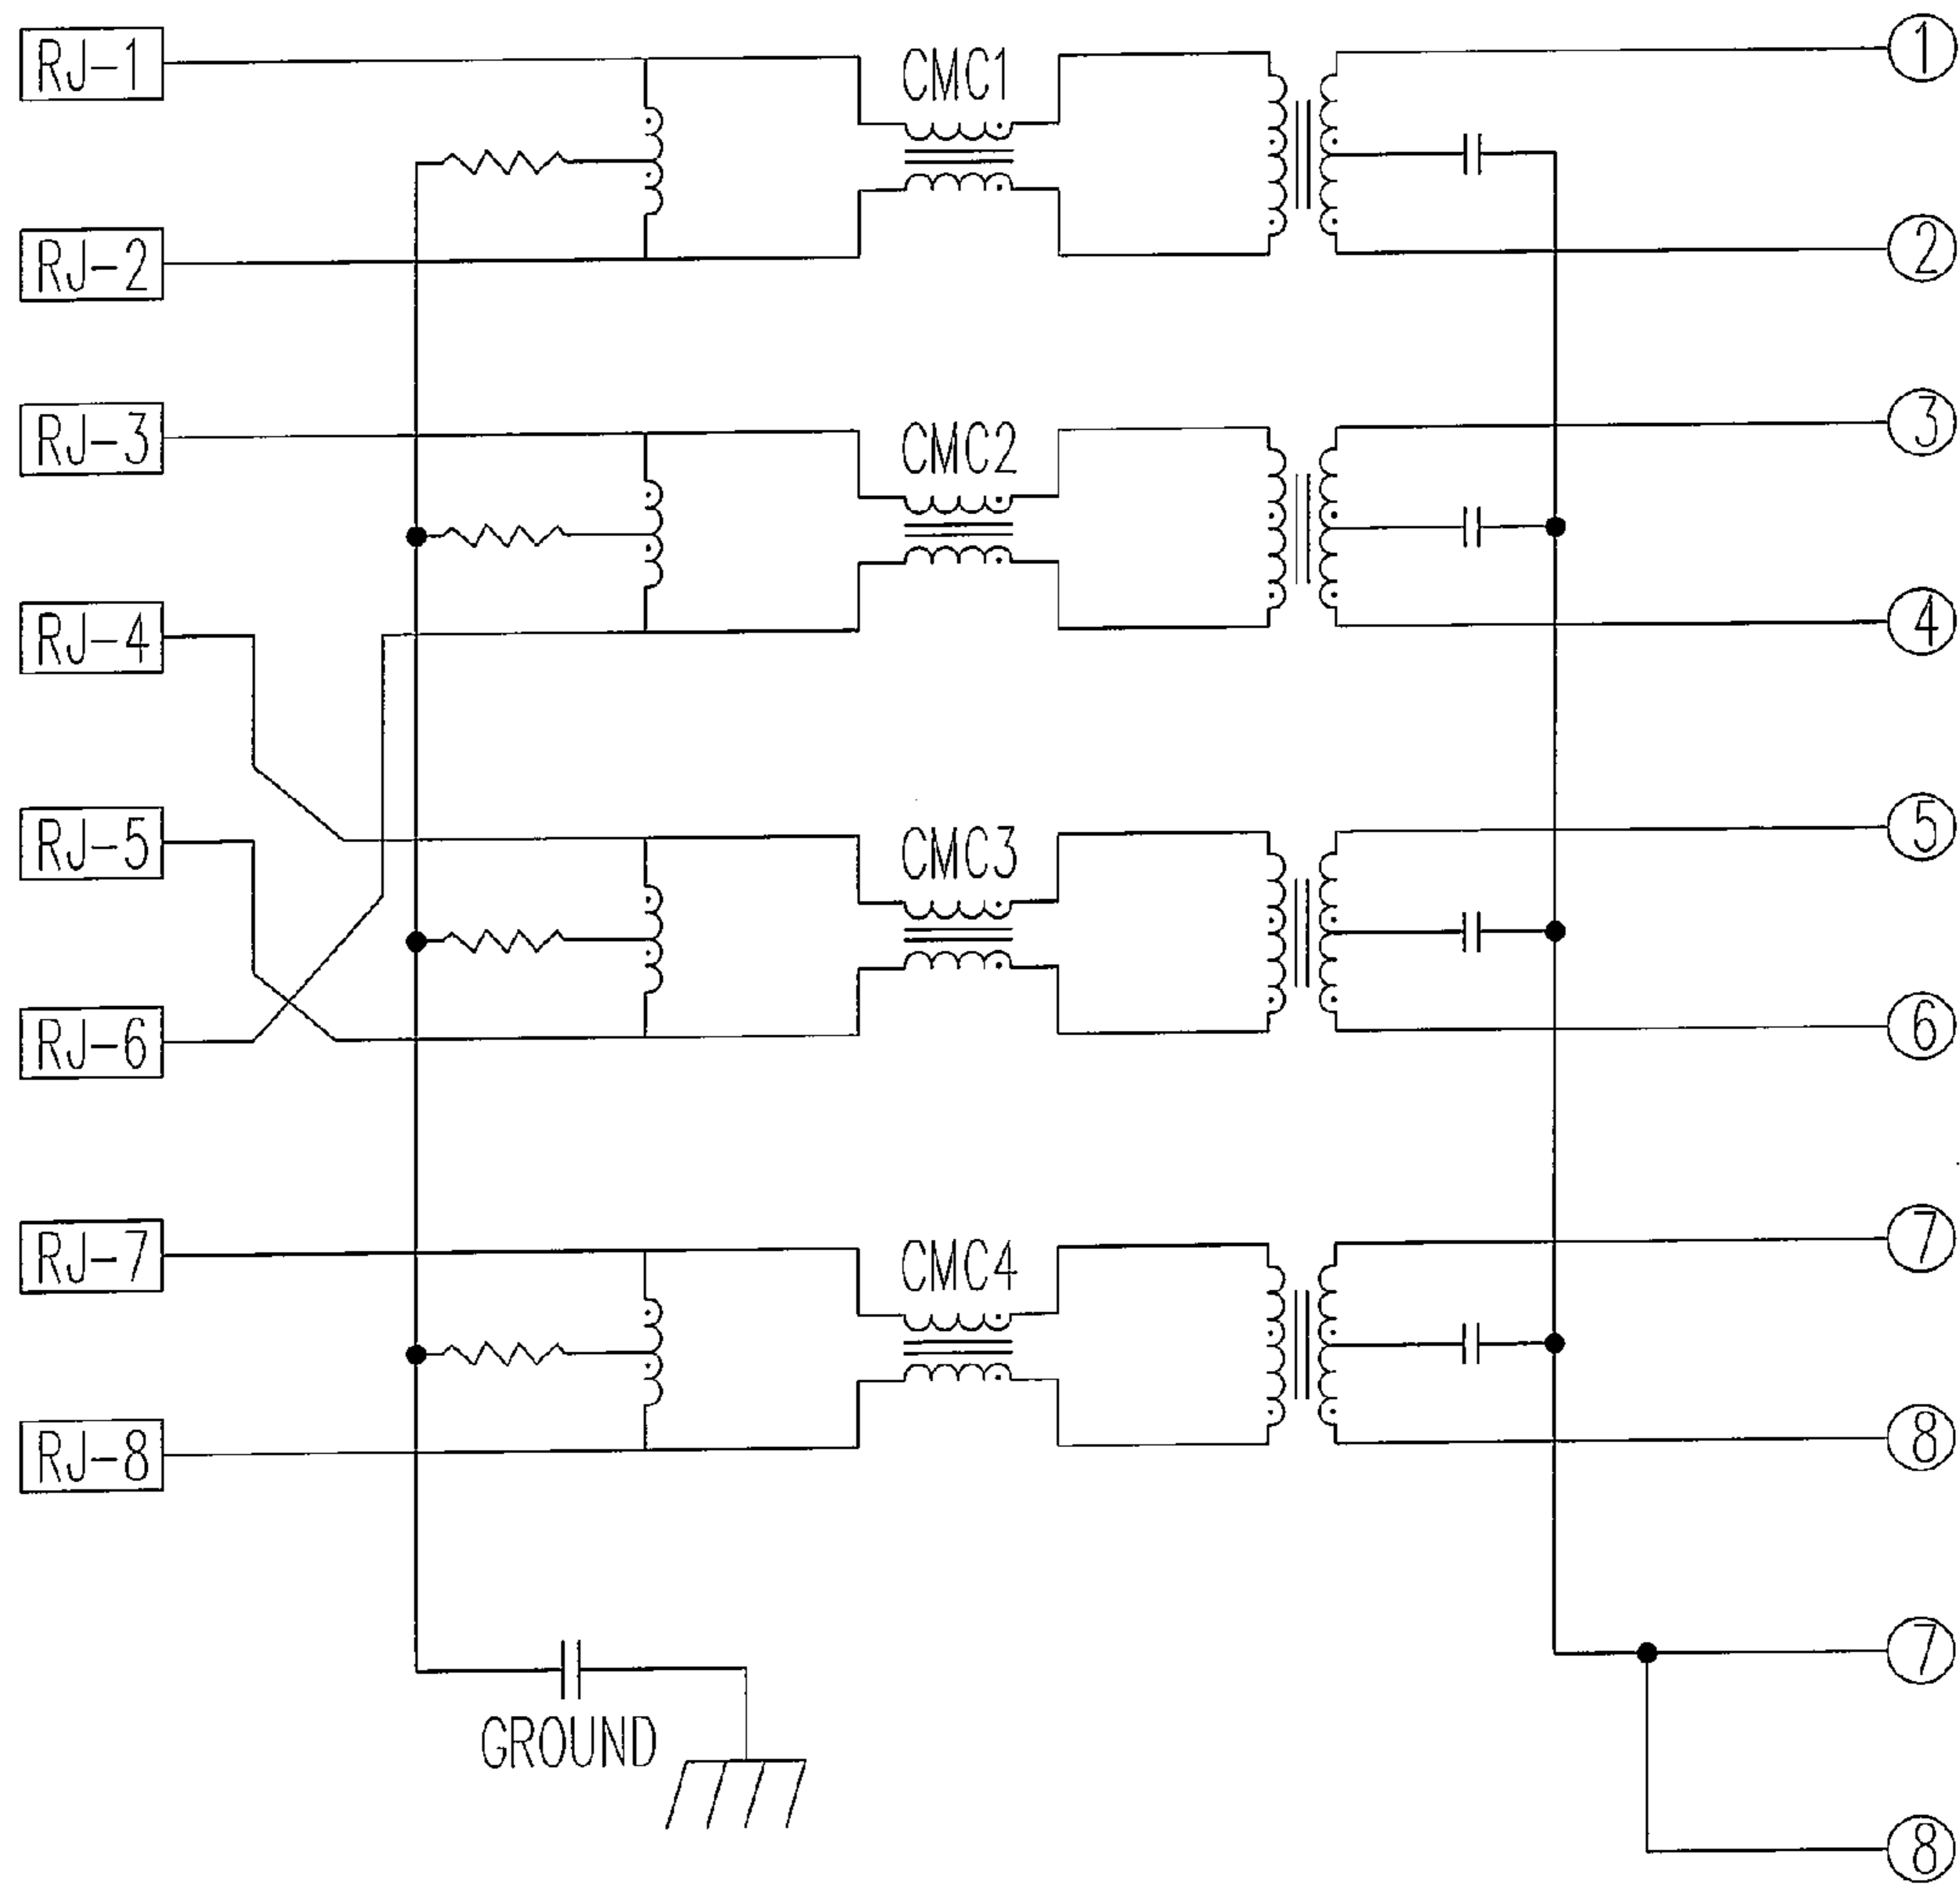 RJ-1
CMC1
1
RJ-2
2
RJ-3
CMC2
3
RJ-4
4
RJ-5
CMC3
5
RJ-6
6
RJ-7
CMC4
7
RJ-8
8
7
GROUND
8